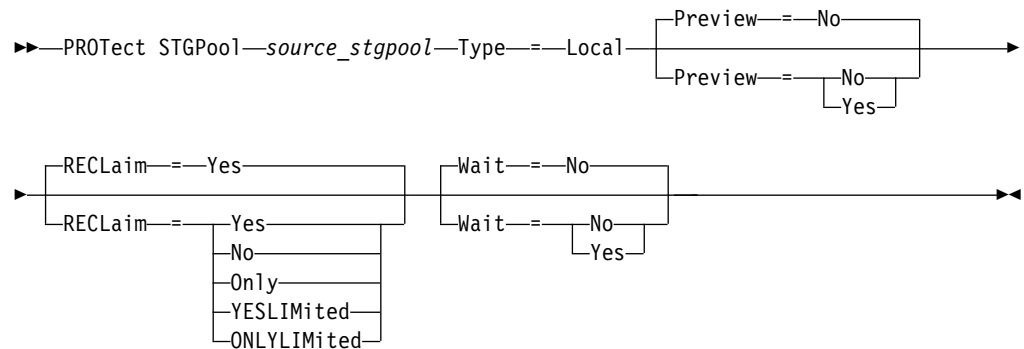 Preview = No
PROTect STGPool source_stgpool Type = Local
Preview = No
Yes
RECLaim = Yes
Wait = No
RECLaim = Yes
No
Only
YESLIMited
ONLYLIMited
Wait = No
Yes